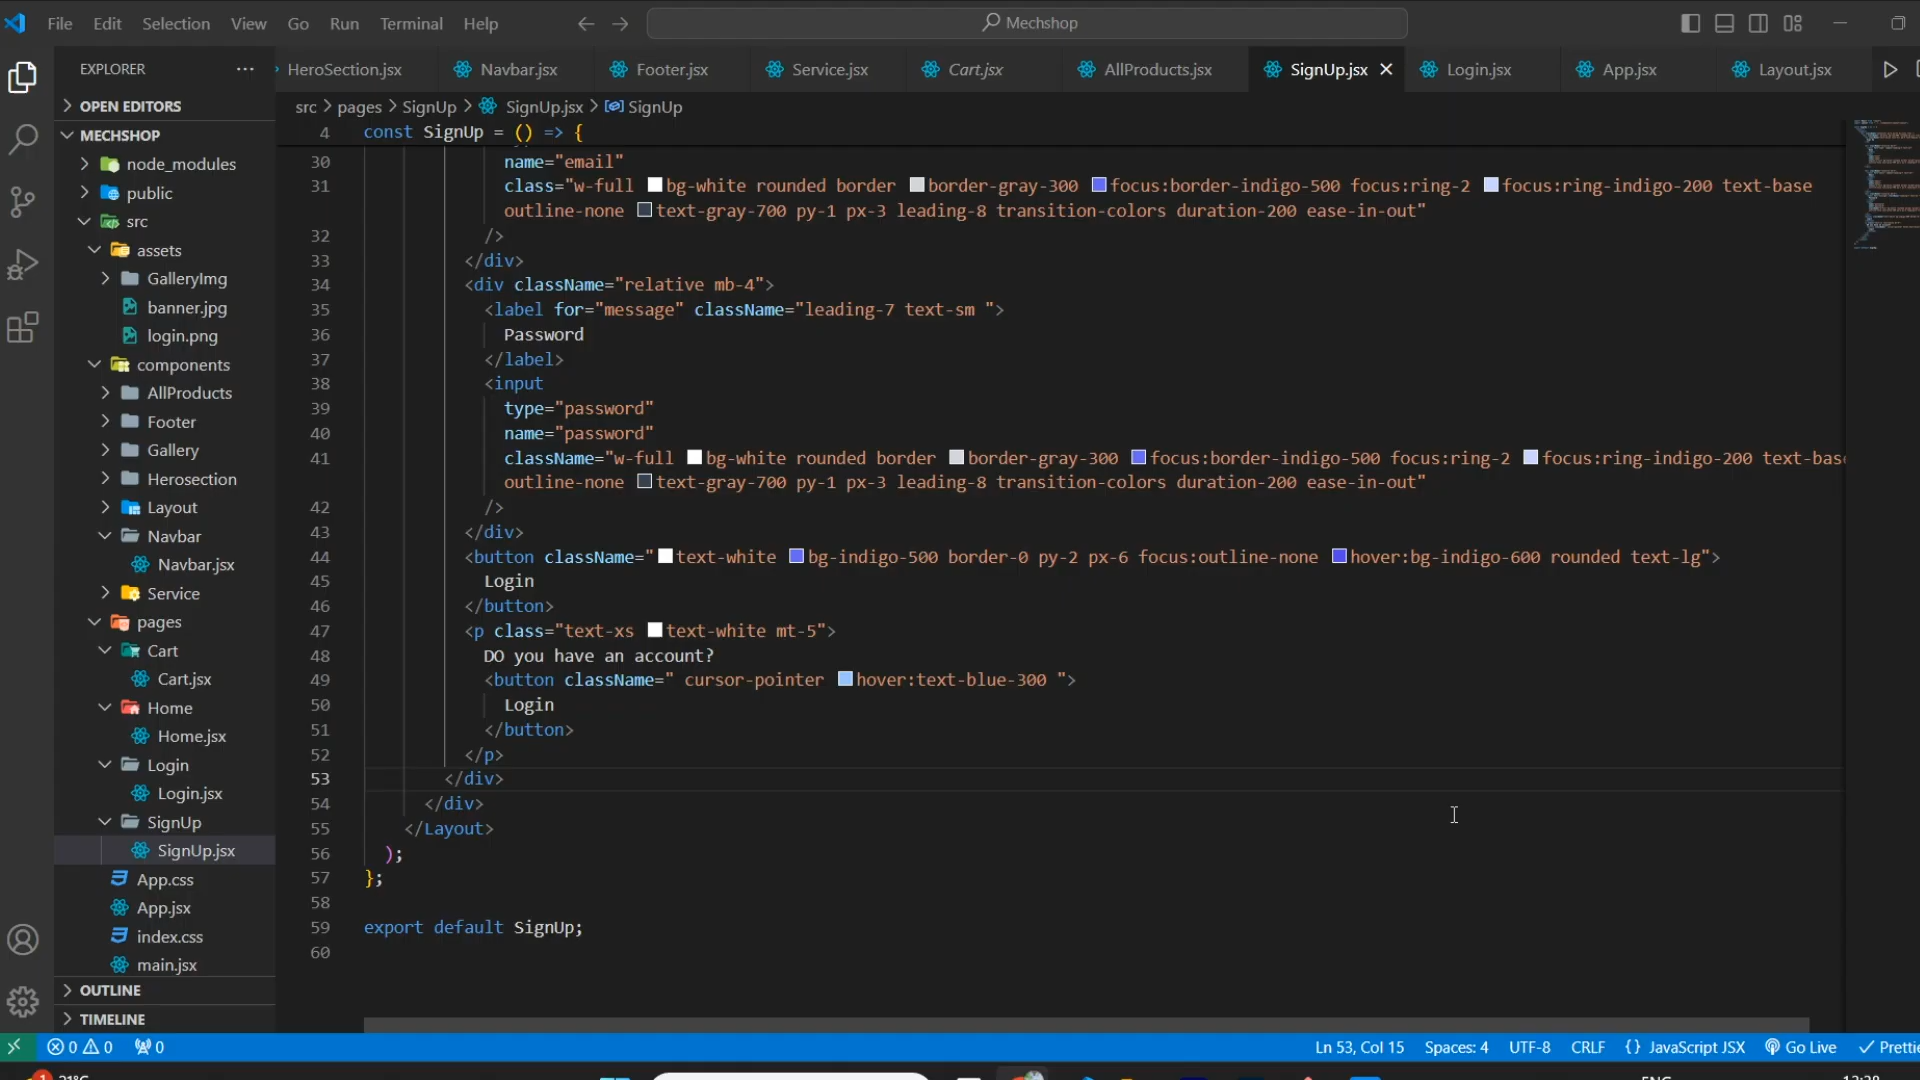 File Edit Selection View Go Run Terminal Help
Mechshop
EXPLORER
HeroSection.jsx Navbar.jsx Footer.jsx Service.jsx Cart.jsx AllProducts.jsx SignUp.jsx Login.jsx App.jsx Layout.jsx
OPEN EDITORS
MECHSHOP
node_modules
public
src
assets
GalleryImg
banner.jpg
login.png
components
AllProducts
Footer
Gallery
Herosection
Layout
Navbar
Navbar.jsx
Service
pages
Cart
Cart.jsx
Home
Home.jsx
Login
Login.jsx
SignUp
SignUp.jsx
App.css
App.jsx
index.css
main.jsx
OUTLINE
TIMELINE
src > pages > SignUp > SignUp.jsx > SignUp
4 const SignUp = () => {
30 name="email"
31 class="w-full bg-white rounded border border-gray-300 focus:border-indigo-500 focus:ring-2 focus:ring-indigo-200 text-base
outline-none text-gray-700 py-1 px-3 leading-8 transition-colors duration-200 ease-in-out"
32 />
33 </div>
34 <div className="relative mb-4">
35 <label for="message" className="leading-7 text-sm ">
36 Password
37 </label>
38 <input
39 type="password"
40 name="password"
41 className="w-full bg-white rounded border border-gray-300 focus:border-indigo-500 focus:ring-2 focus:ring-indigo-200 text-bas
outline-none text-gray-700 py-1 px-3 leading-8 transition-colors duration-200 ease-in-out"
42 />
43 </div>
44 <button className=" text-white bg-indigo-500 border-0 py-2 px-6 focus:outline-none hover:bg-indigo-600 rounded text-lg">
45 Login
46 </button>
47 <p class="text-xs text-white mt-5">
48 DO you have an account?
49 <button className=" cursor-pointer hover:text-blue-300 ">
50 Login
51 </button>
52 </p>
53 </div>
54 </div>
55 </Layout>
56 );
57 };
58
59 export default SignUp;
60
0 0 0 Ln 53, Col 15 Spaces: 4 UTF-8 CRLF {} JavaScript JSX Go Live Prettie